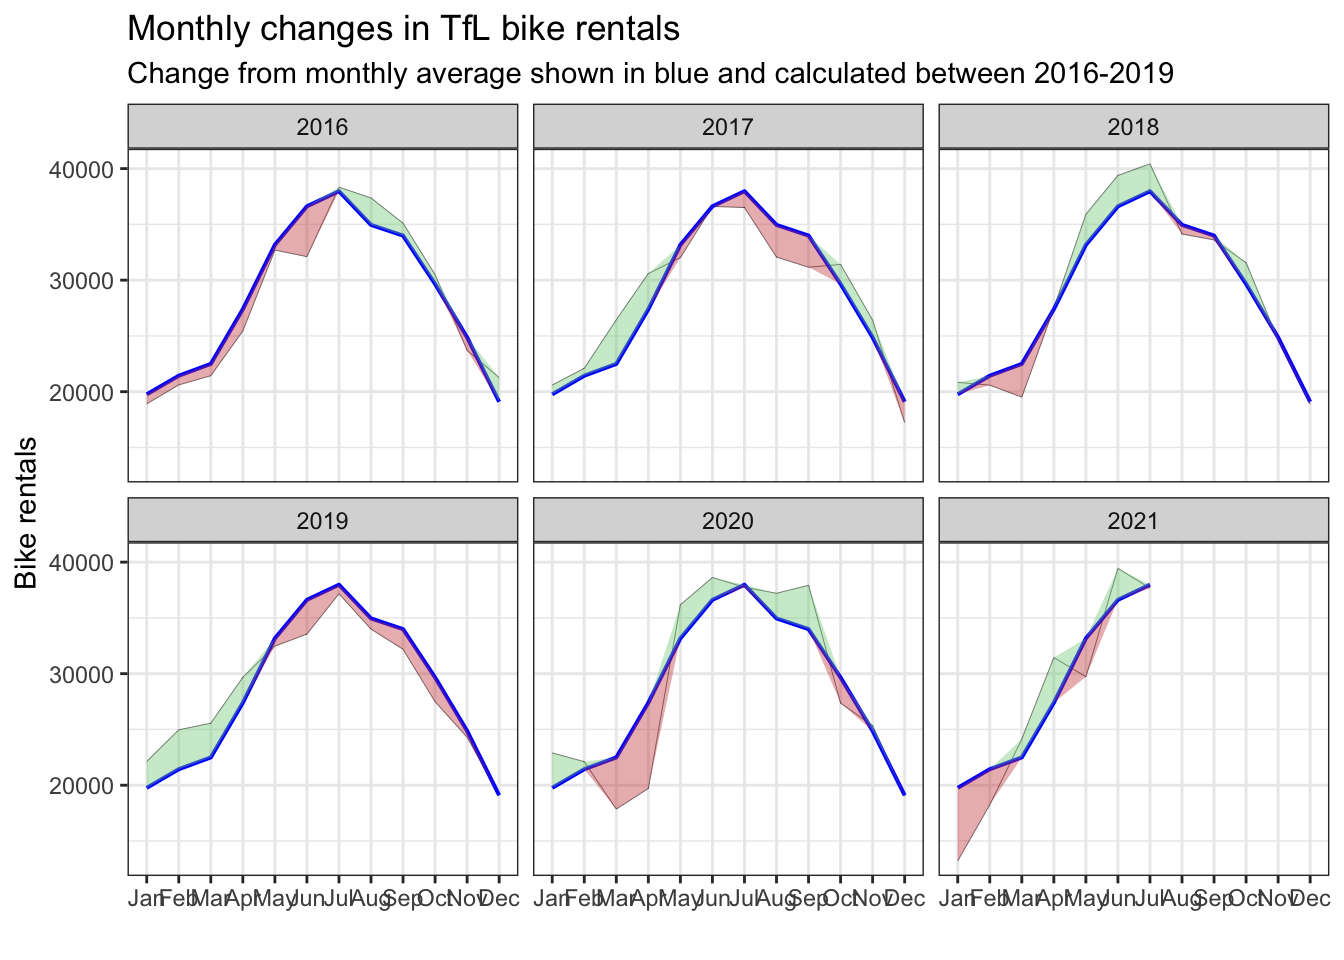 Monthly changes in TfL bike rentals
Change from monthly average shown in blue and calculated between 2016-2019
2016 2017 2018
40000
30000
20000
Bike rentals
2019 2020 2021
40000
30000
20000
Jan Feb Mar Apr May Jun Jul Aug Sep Oct Nov Dec Jan Feb Mar Apr May Jun Jul Aug Sep Oct Nov Dec Jan Feb Mar Apr May Jun Jul Aug Sep Oct Nov Dec